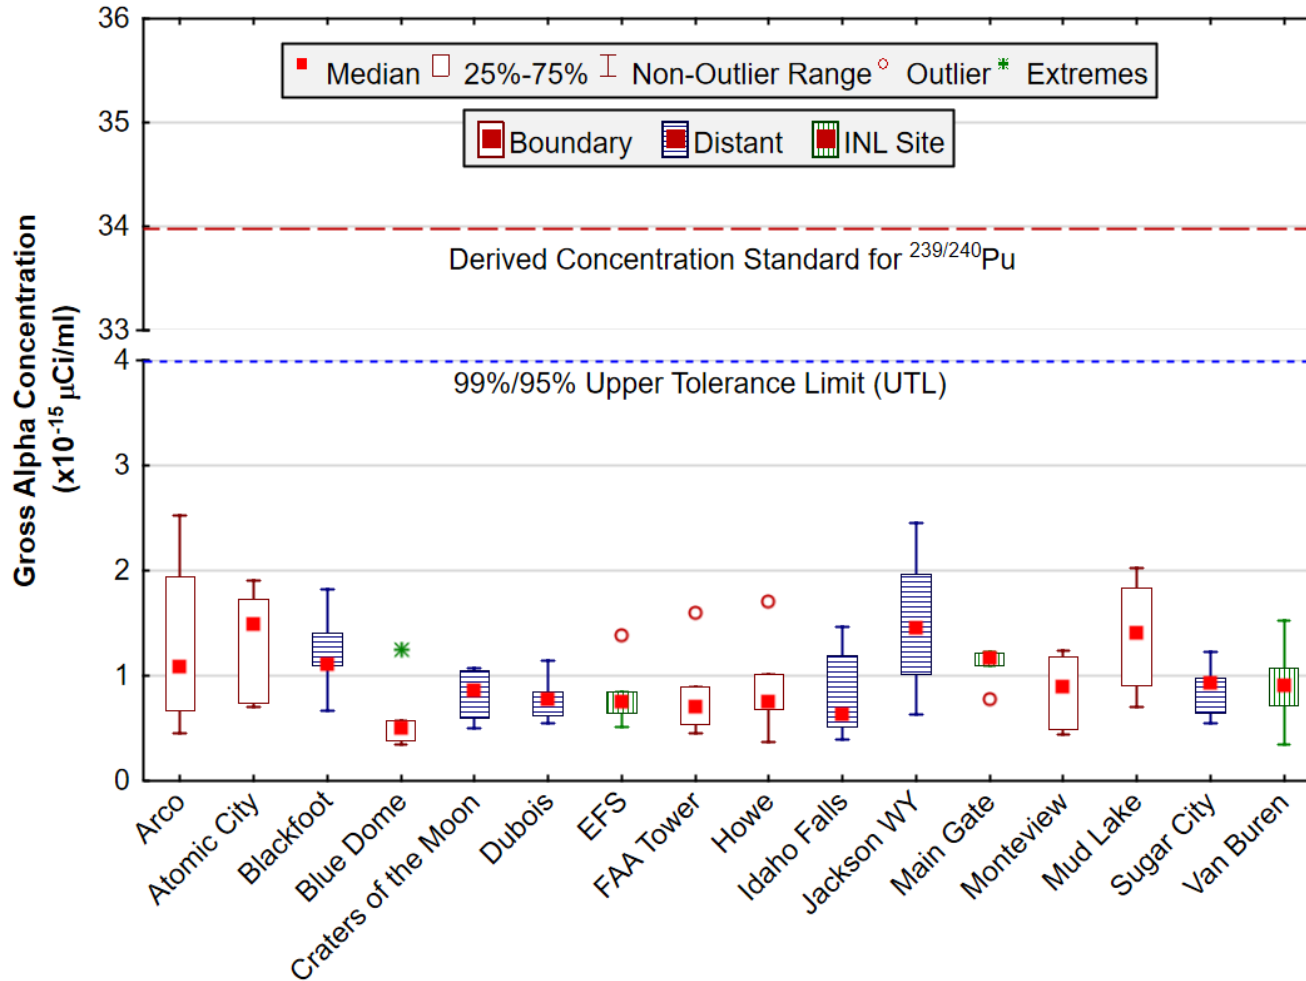 36
35
34
33
4
3
2
1
0
Gross Alpha Concentration
(x10⁻¹⁵ μCi/ml)
Median 25%-75% Non-Outlier Range Outlier Extremes
Boundary Distant INL Site
Derived Concentration Standard for ²³⁹/²⁴⁰Pu
99%/95% Upper Tolerance Limit (UTL)
Arco
Atomic City
Blackfoot
Blue Dome
Craters of the Moon
Dubois
EFS
FAA Tower
Howe
Idaho Falls
Jackson WY
Main Gate
Monteview
Mud Lake
Sugar City
Van Buren